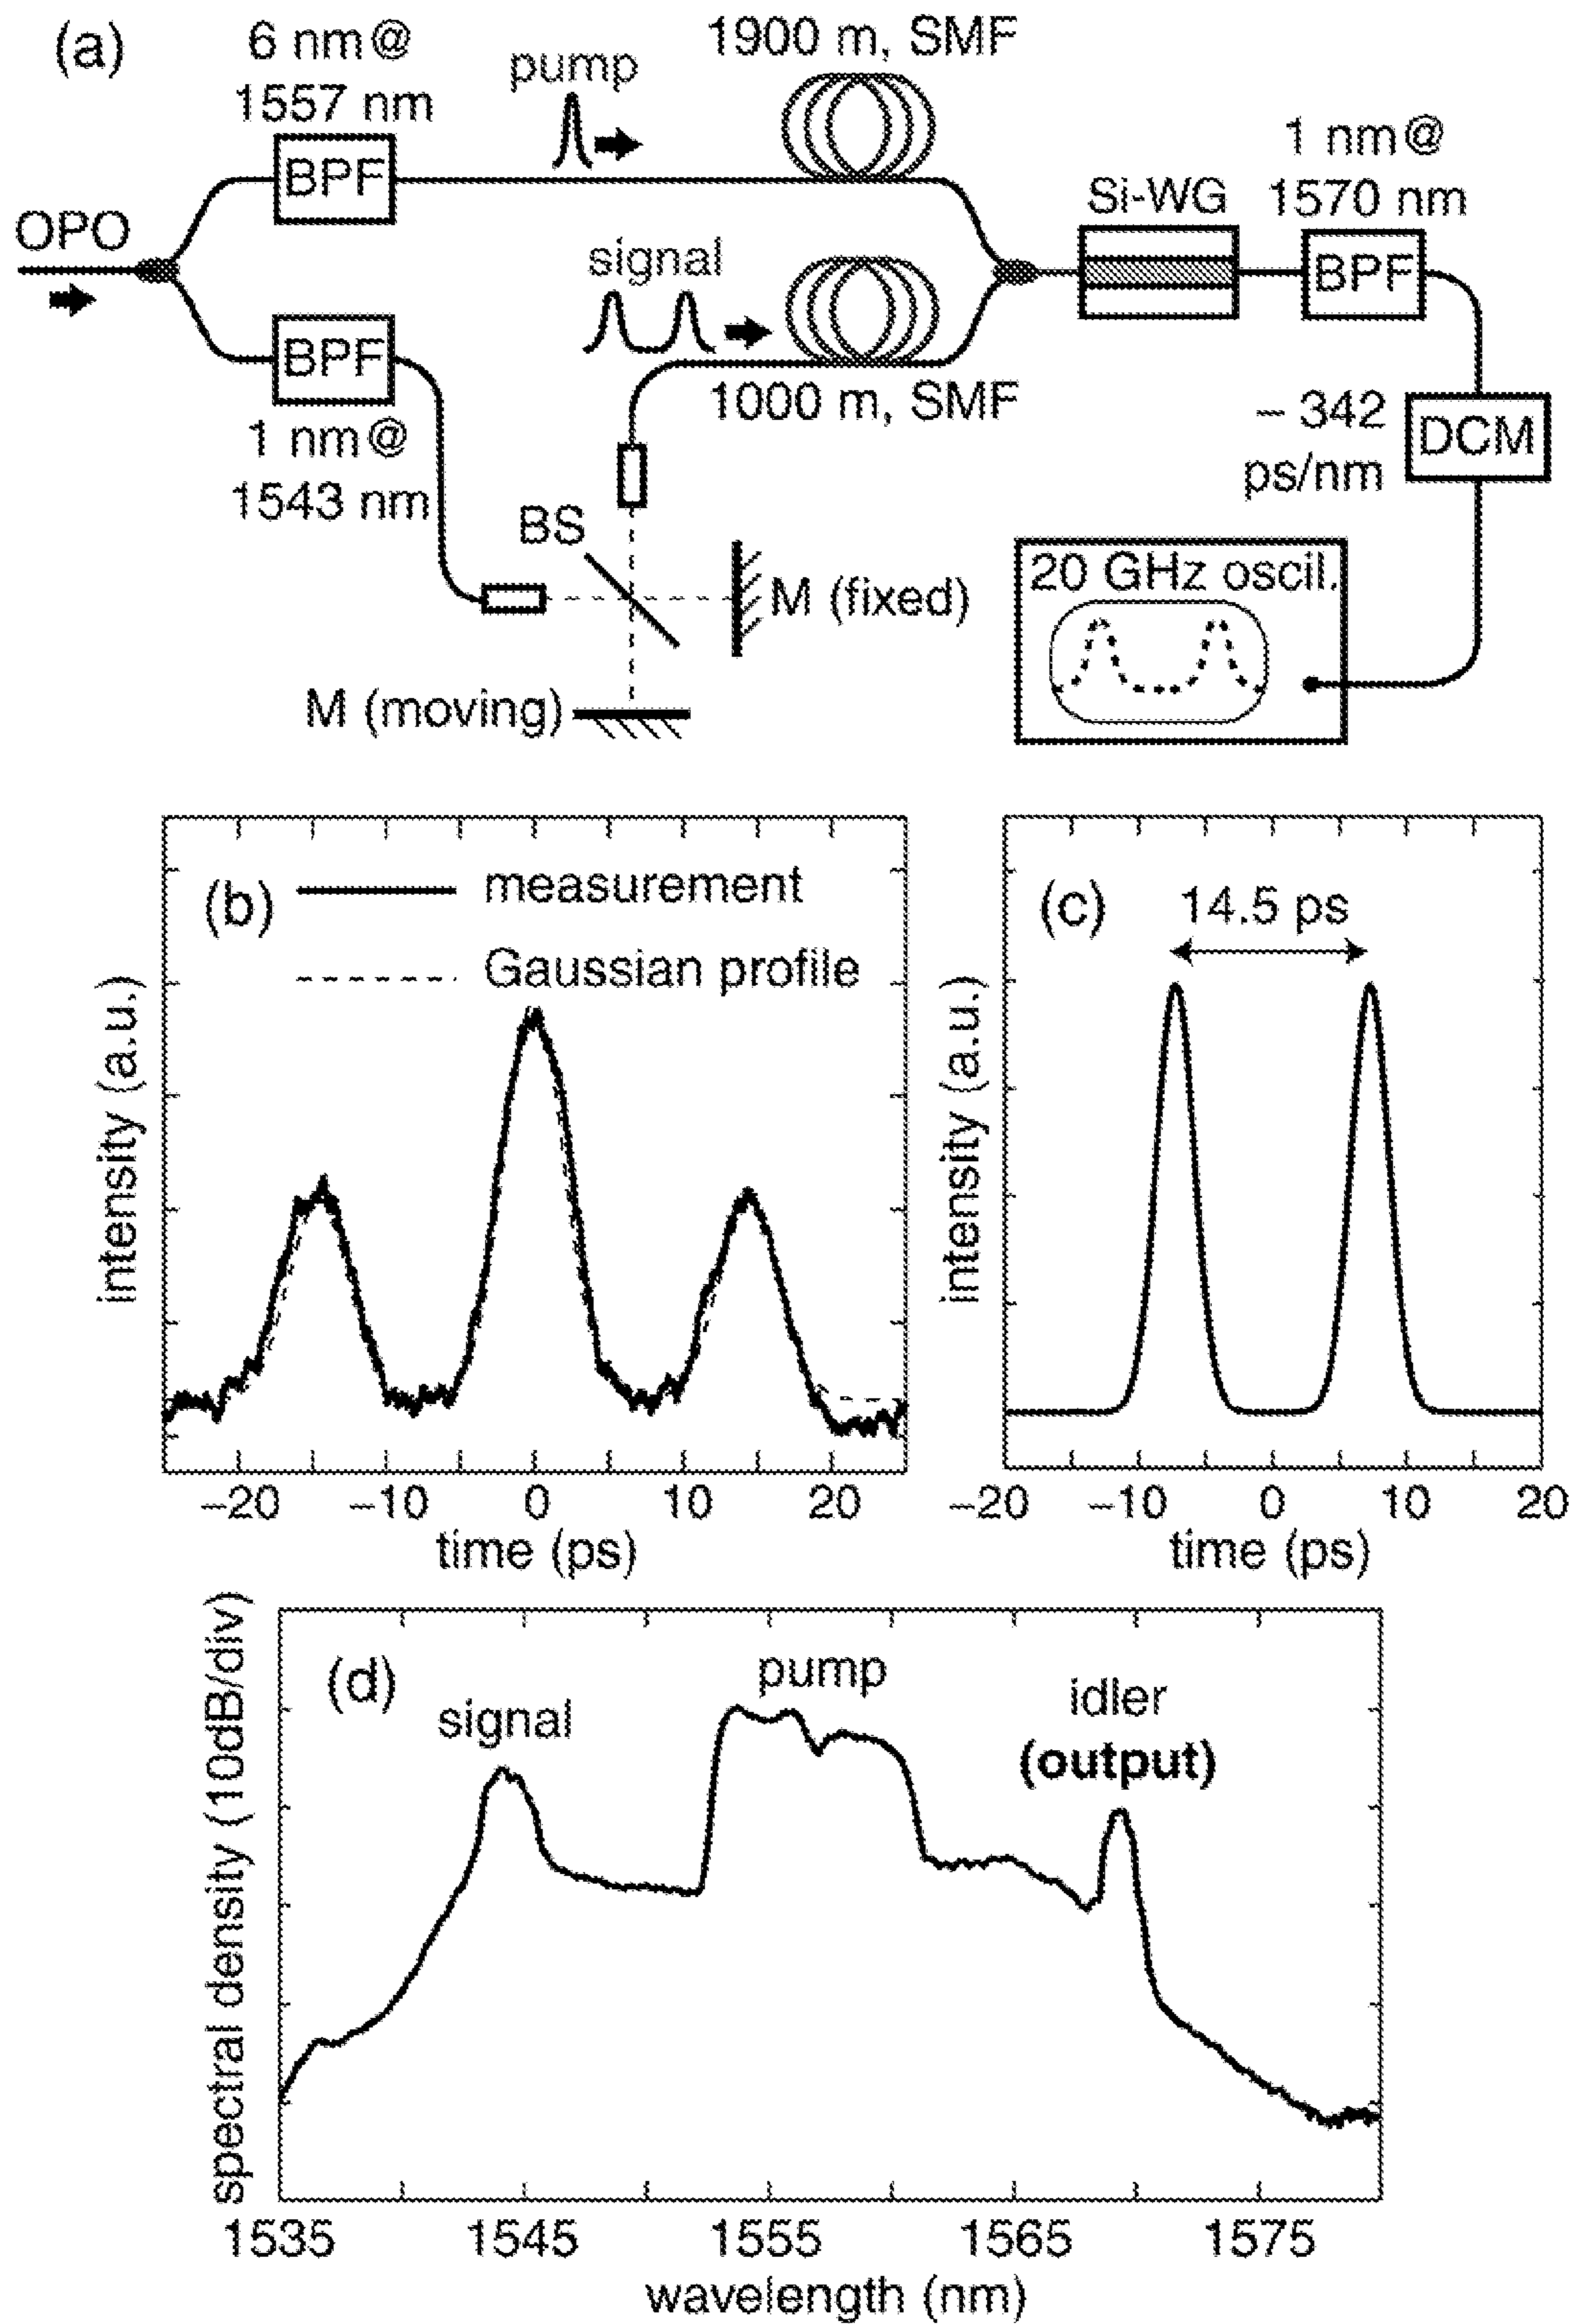 (a)
6 nm@
1557 nm
pump
1900 m, SMF
BPF
OPO
signal
Si-WG
1 nm@
1570 nm
BPF
BPF
1 nm@
1543 nm
1000 m, SMF
– 342
ps/nm
DCM
BS
M (fixed)
M (moving)
20 GHz oscil.
(b)
measurement
Gaussian profile
intensity (a.u.)
–20 –10 0 10 20
time (ps)
(c)
14.5 ps
intensity (a.u.)
–20 –10 0 10 20
time (ps)
(d)
signal
pump
idler
(output)
spectral density (10dB/div)
1535 1545 1555 1565 1575
wavelength (nm)